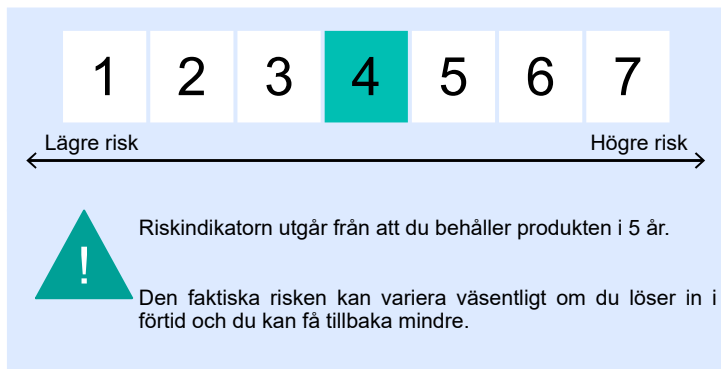 1 2 3 4 5 6 7
Lägre risk Högre risk
!
Riskindikatorn utgår från att du behåller produkten i 5 år.
Den faktiska risken kan variera väsentligt om du löser in i
förtid och du kan få tillbaka mindre.